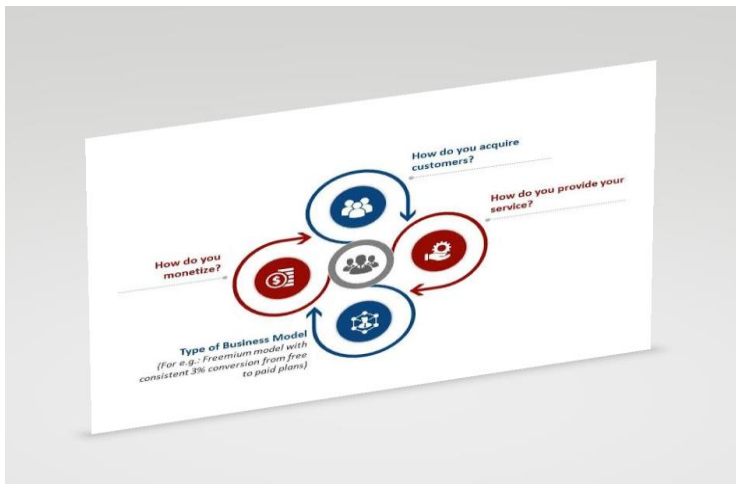 How do you acquire
customers?
How do you provide your
service?
How do you
monetize?
Type of Business Model
(For e.g.: Freemium model with
consistent 3% conversion from free
to paid plans)